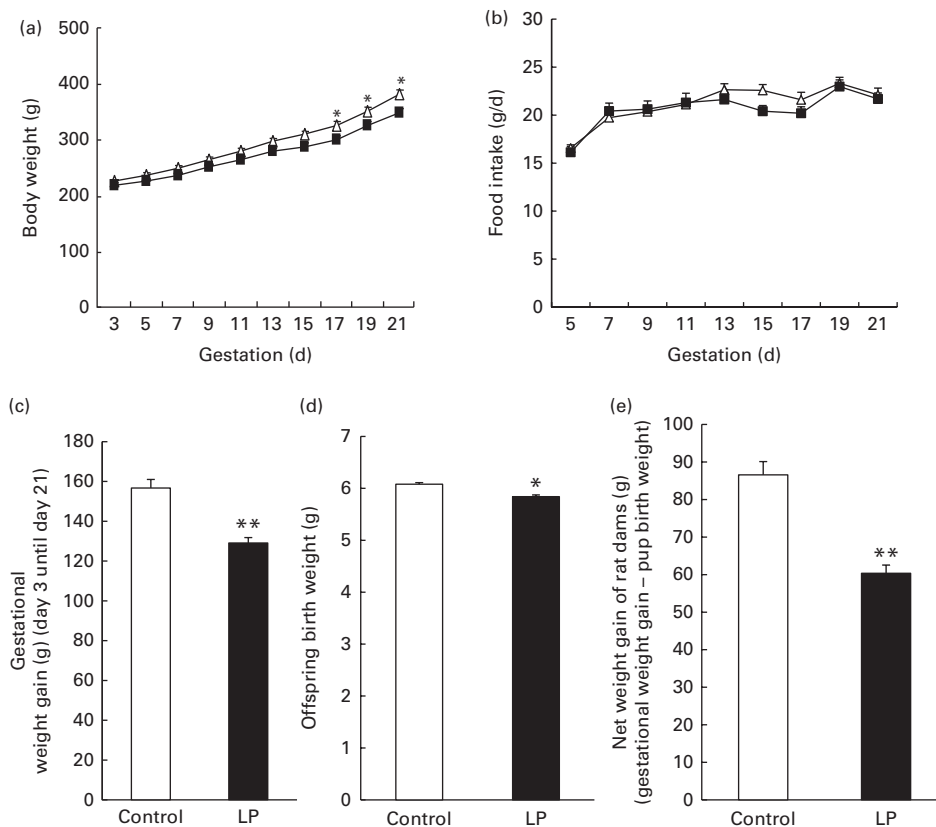 (a)
500
400
300
200
100
0
Body weight (g)
* * *
3 5 7 9 11 13 15 17 19 21
Gestation (d)
(b)
30
25
20
15
10
5
0
Food intake (g/d)
5 7 9 11 13 15 17 19 21
Gestation (d)
(c)
180
160
140
120
100
80
60
40
20
0
Gestational
weight gain (g) (day 3 until day 21)
**
Control LP
(d)
7
6
5
4
3
2
1
0
Offspring birth weight (g)
*
Control LP
(e)
100
90
80
70
60
50
40
30
20
10
0
Net weight gain of rat dams (g)
(gestational weight gain – pup birth weight)
**
Control LP